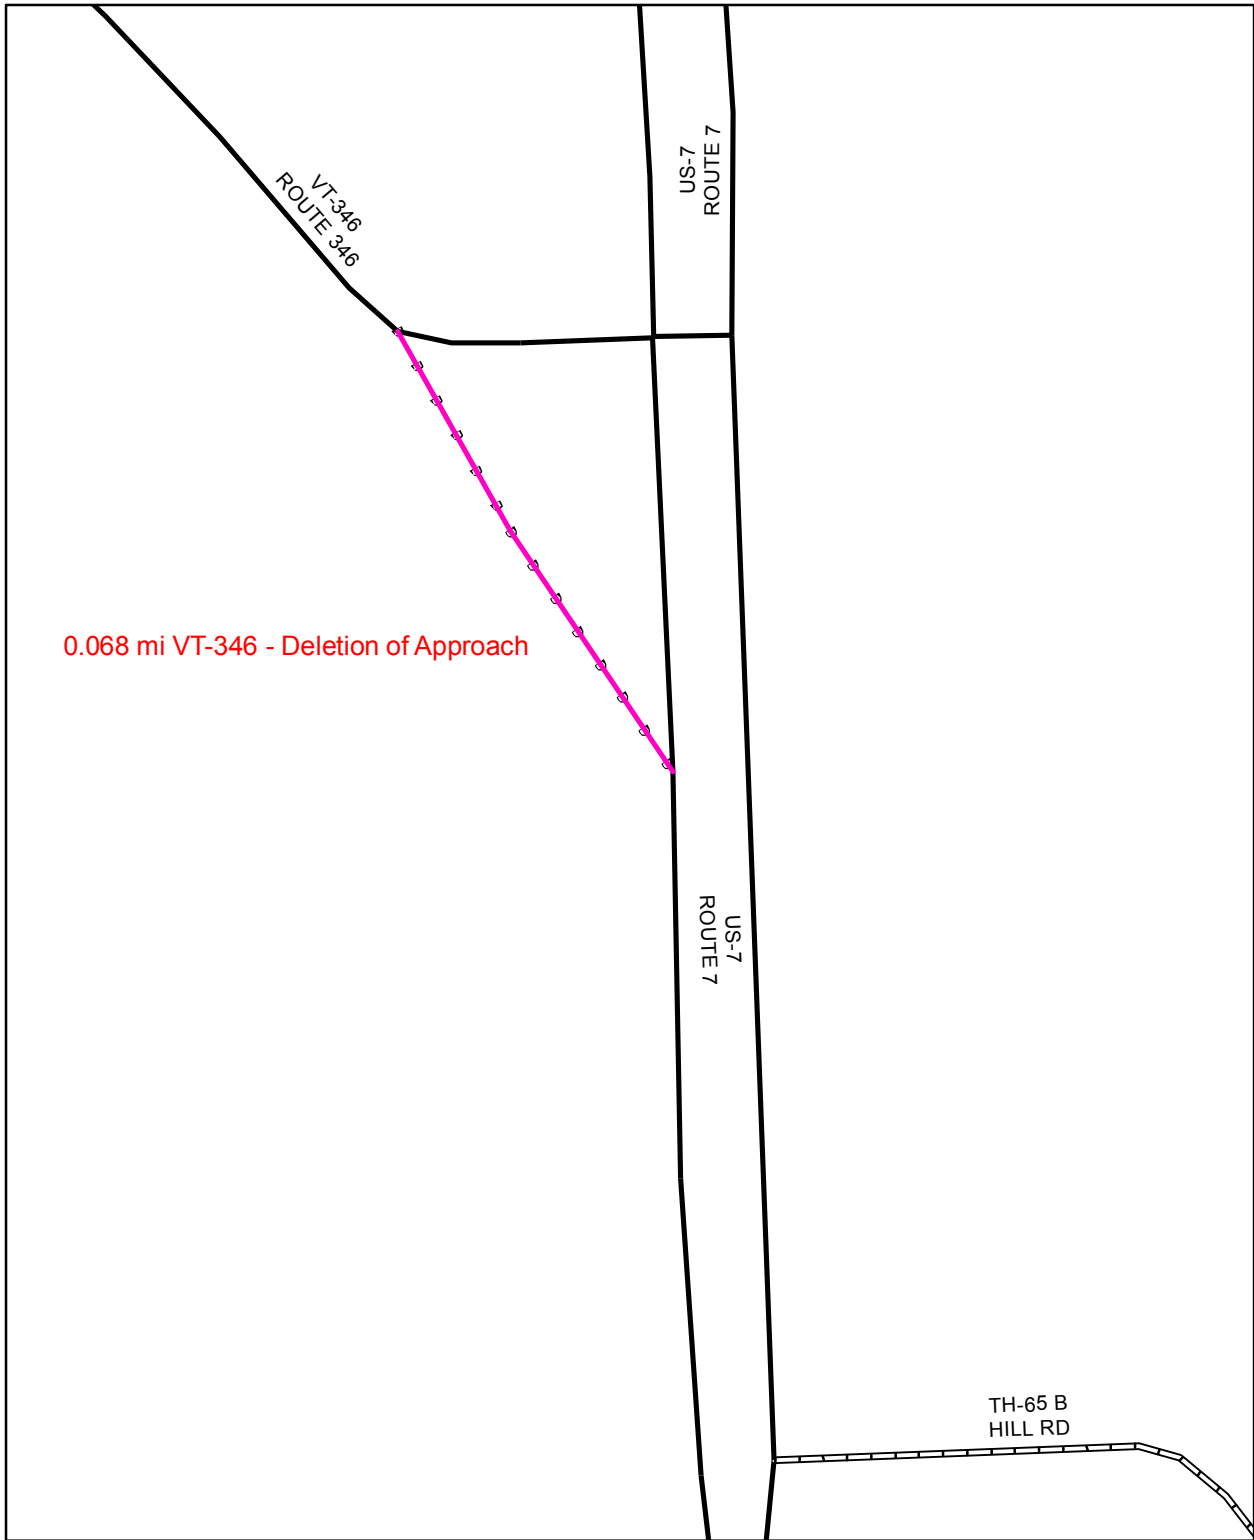 US-7
ROUTE 7
VT-346
ROUTE 346
0.068 mi VT-346 - Deletion of Approach
US-7
ROUTE 7
TH-65 B
HILL RD